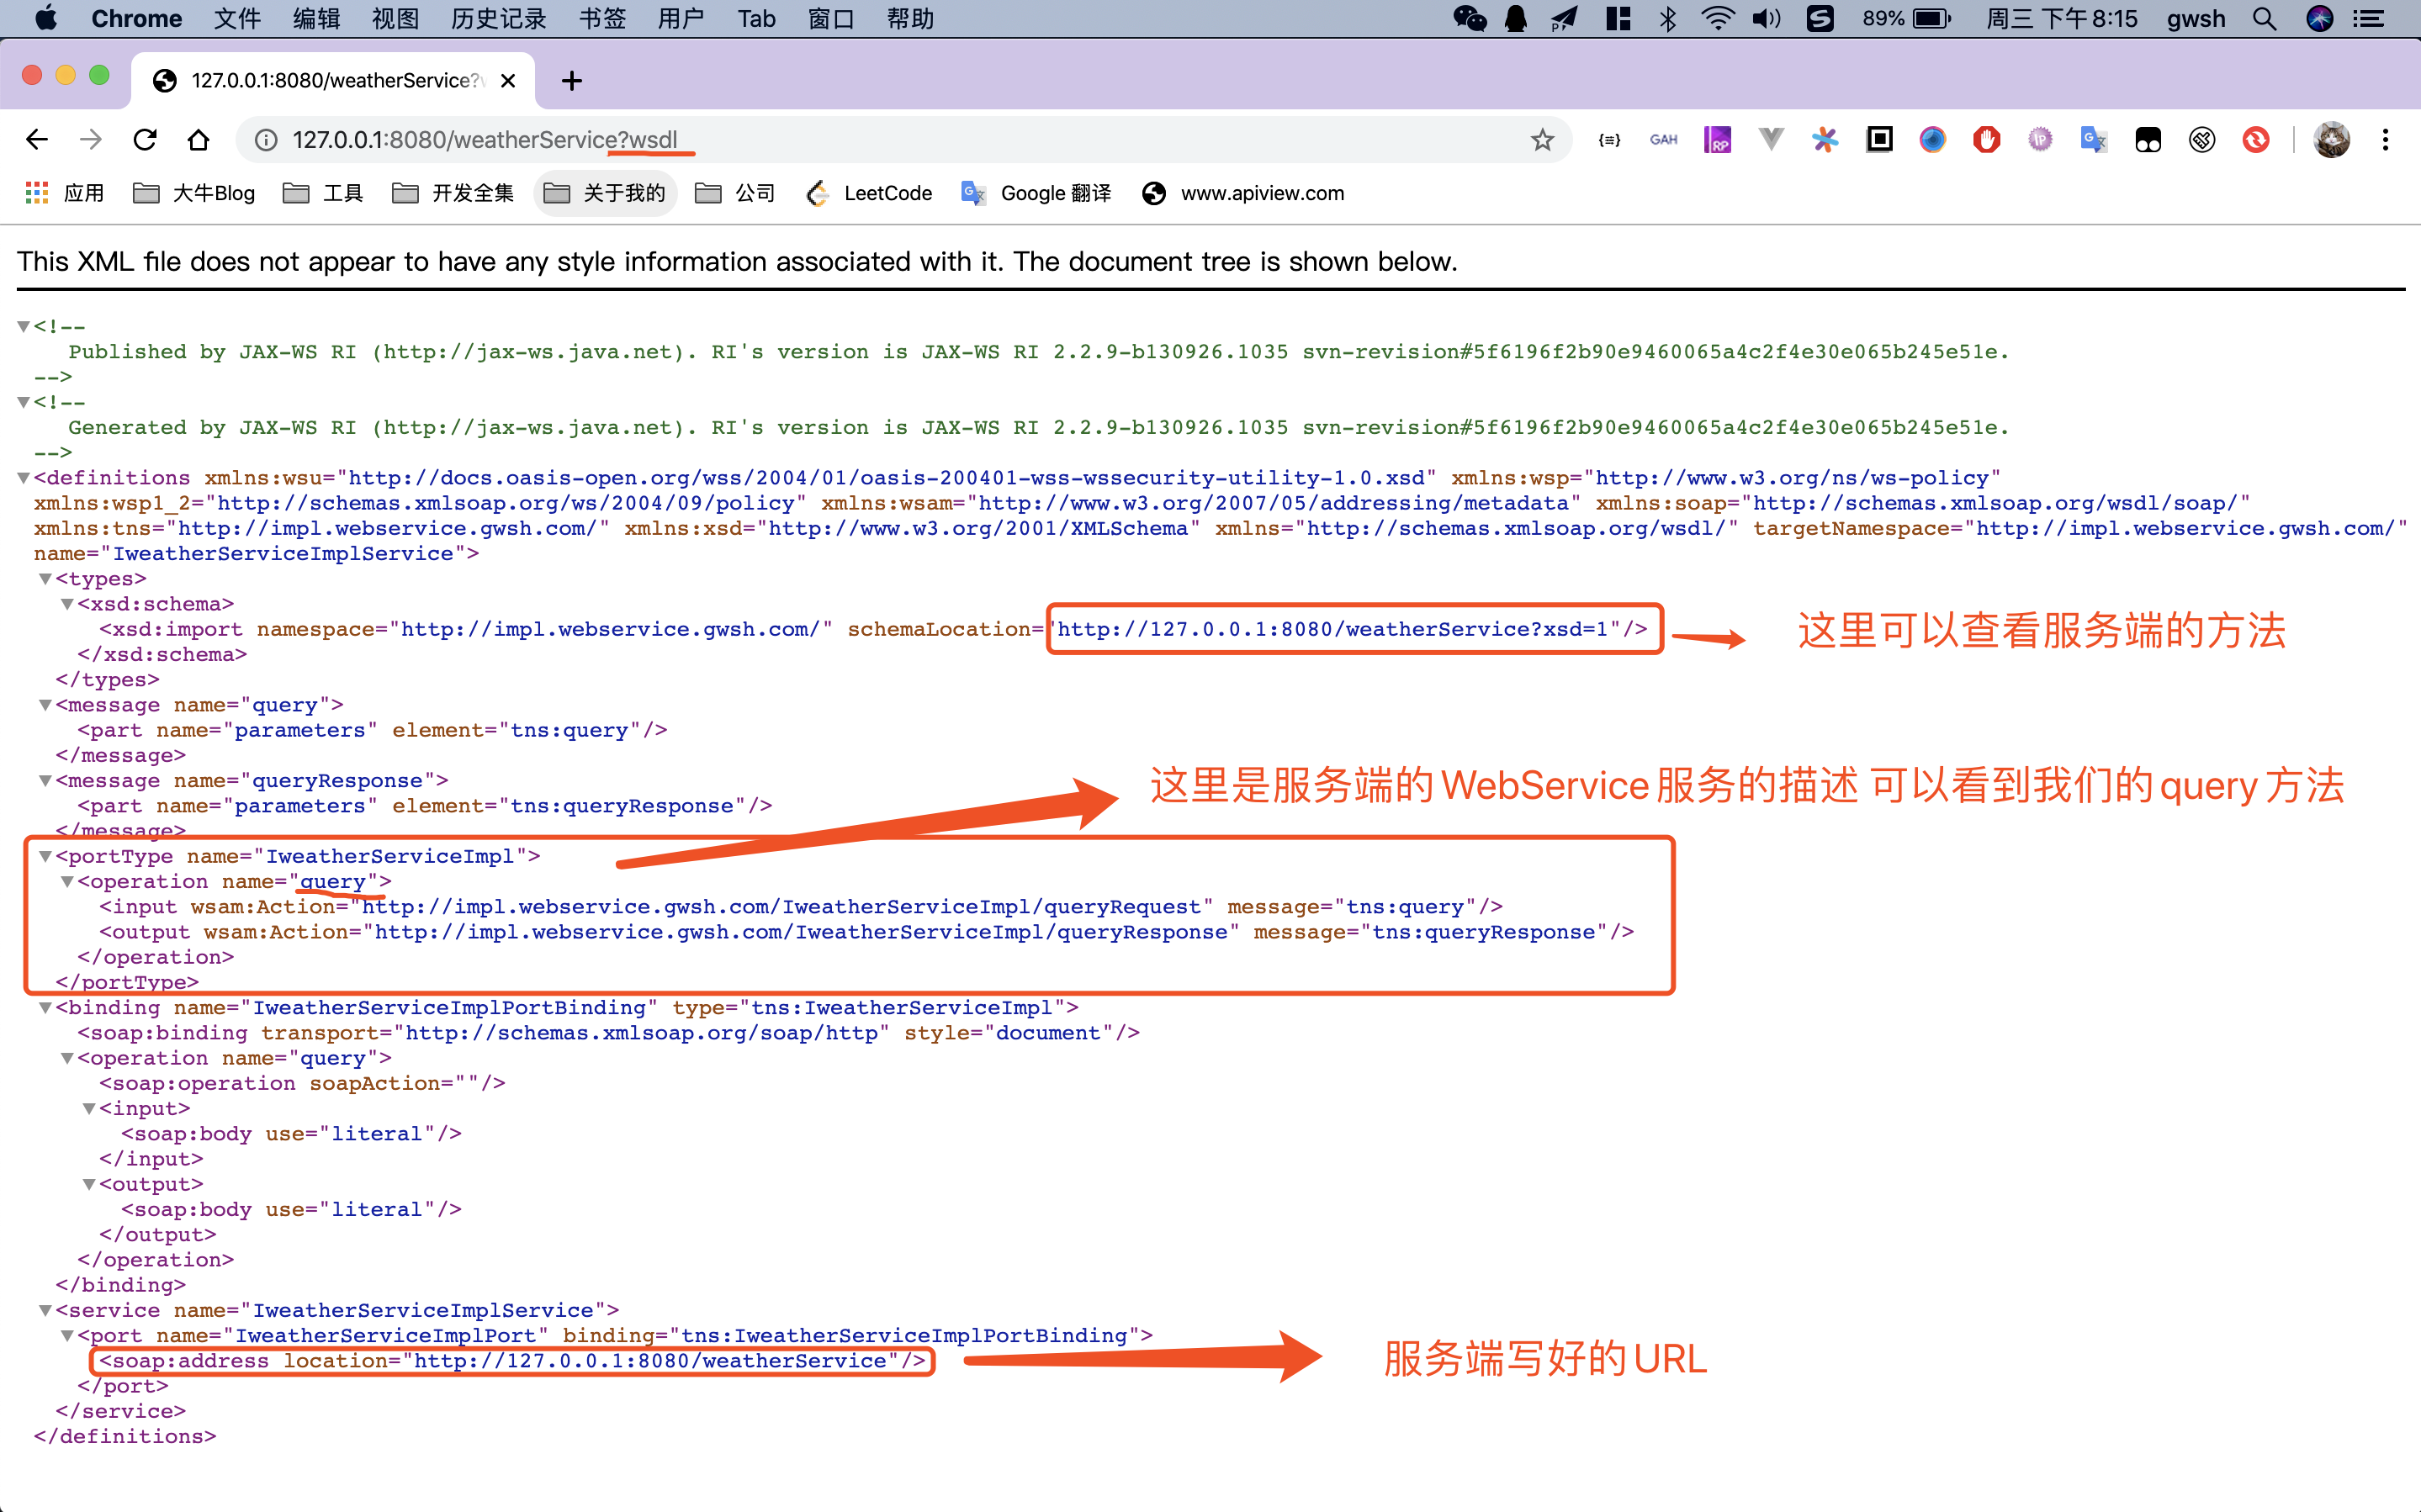 Chrome 文件 编辑 视图 历史记录 书签 用户 Tab 窗口 帮助 89% 周三 下午8:15 gwsh
127.0.0.1:8080/weatherService?
127.0.0.1:8080/weatherService?wsdl GAH
应用 大牛Blog 工具 开发全集 关于我的 公司 LeetCode Google 翻译 www.apiview.com
This XML file does not appear to have any style information associated with it. The document tree is shown below.
▼<!--
Published by JAX-WS RI (http://jax-ws.java.net). RI's version is JAX-WS RI 2.2.9-b130926.1035 svn-revision#5f6196f2b90e9460065a4c2f4e30e065b245e51e.
-->
▼<!--
Generated by JAX-WS RI (http://jax-ws.java.net). RI's version is JAX-WS RI 2.2.9-b130926.1035 svn-revision#5f6196f2b90e9460065a4c2f4e30e065b245e51e.
-->
▼<definitions xmlns:wsu="http://docs.oasis-open.org/wss/2004/01/oasis-200401-wss-wssecurity-utility-1.0.xsd" xmlns:wsp="http://www.w3.org/ns/ws-policy"
xmlns:wsp1_2="http://schemas.xmlsoap.org/ws/2004/09/policy" xmlns:wsam="http://www.w3.org/2007/05/addressing/metadata" xmlns:soap="http://schemas.xmlsoap.org/wsdl/soap/"
xmlns:tns="http://impl.webservice.gwsh.com/" xmlns:xsd="http://www.w3.org/2001/XMLSchema" xmlns="http://schemas.xmlsoap.org/wsdl/" targetNamespace="http://impl.webservice.gwsh.com/"
name="IweatherServiceImplService">
▼<types>
▼<xsd:schema>
<xsd:import namespace="http://impl.webservice.gwsh.com/" schemaLocation="http://127.0.0.1:8080/weatherService?xsd=1"/>
这里可以查看服务端的方法
</xsd:schema>
</types>
▼<message name="query">
<part name="parameters" element="tns:query"/>
</message>
▼<message name="queryResponse">
这里是服务端的WebService服务的描述 可以看到我们的query方法
<part name="parameters" element="tns:queryResponse"/>
</message>
▼<portType name="IweatherServiceImpl">
▼<operation name="query">
<input wsam:Action="http://impl.webservice.gwsh.com/IweatherServiceImpl/queryRequest" message="tns:query"/>
<output wsam:Action="http://impl.webservice.gwsh.com/IweatherServiceImpl/queryResponse" message="tns:queryResponse"/>
</operation>
</portType>
▼<binding name="IweatherServiceImplPortBinding" type="tns:IweatherServiceImpl">
<soap:binding transport="http://schemas.xmlsoap.org/soap/http" style="document"/>
▼<operation name="query">
<soap:operation soapAction=""/>
▼<input>
<soap:body use="literal"/>
</input>
▼<output>
<soap:body use="literal"/>
</output>
</operation>
</binding>
▼<service name="IweatherServiceImplService">
▼<port name="IweatherServiceImplPort" binding="tns:IweatherServiceImplPortBinding">
<soap:address location="http://127.0.0.1:8080/weatherService"/>
服务端写好的URL
</port>
</service>
</definitions>